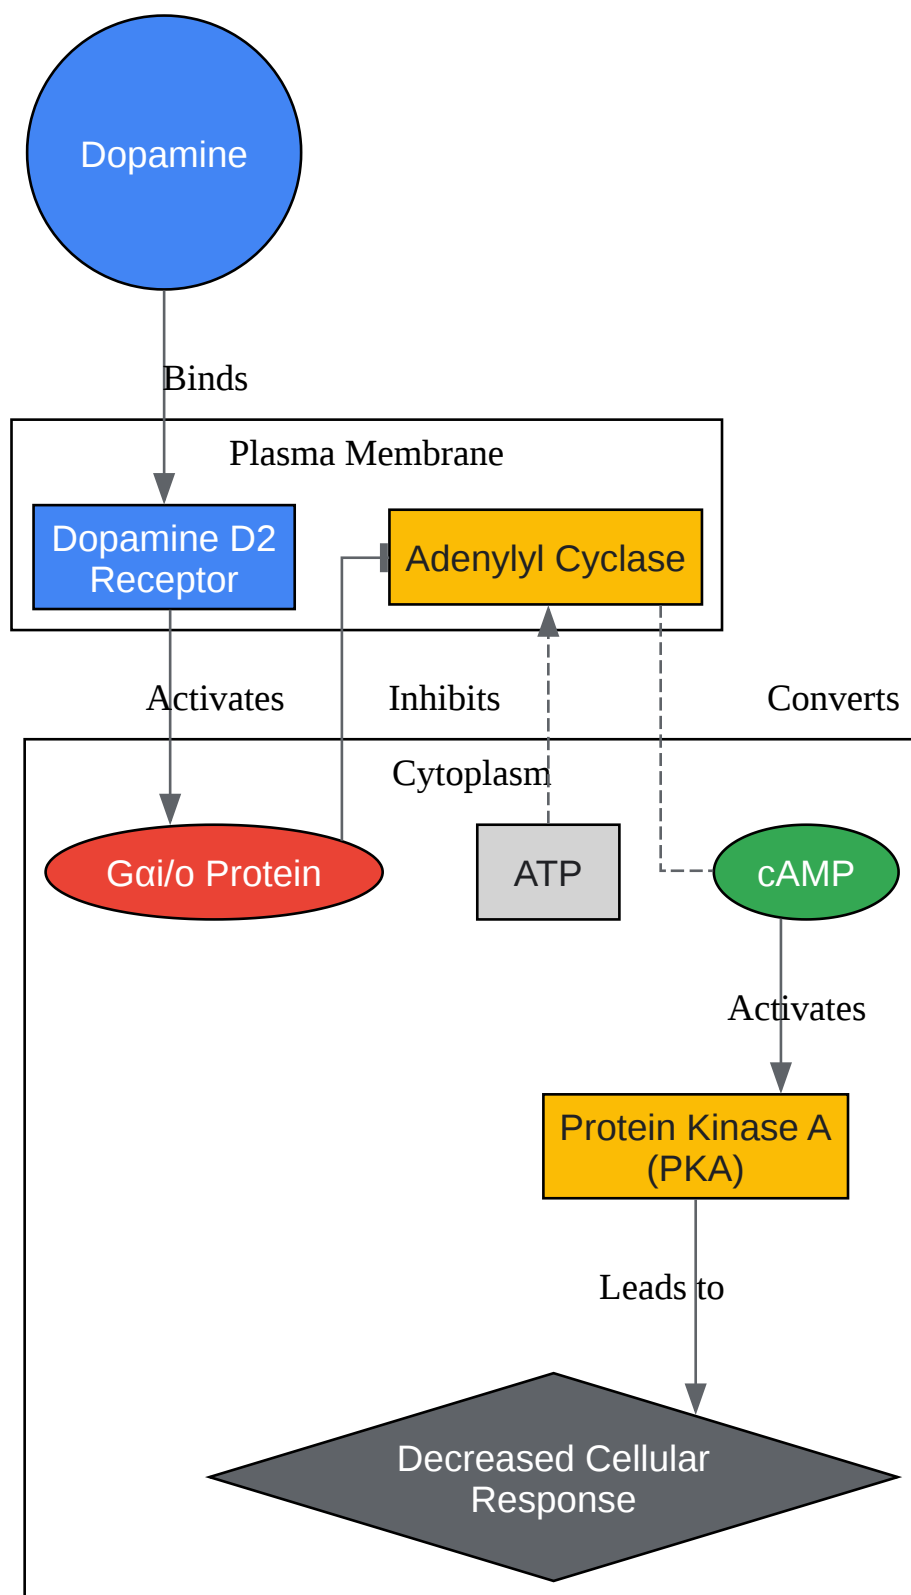 Dopamine
Binds
Plasma Membrane
Dopamine D2
Receptor
Adenylyl Cyclase
Activates
Inhibits
Converts
Cytoplasm
Gαi/o Protein
ATP
cAMP
Activates
Protein Kinase A
(PKA)
Leads to
Decreased Cellular
Response